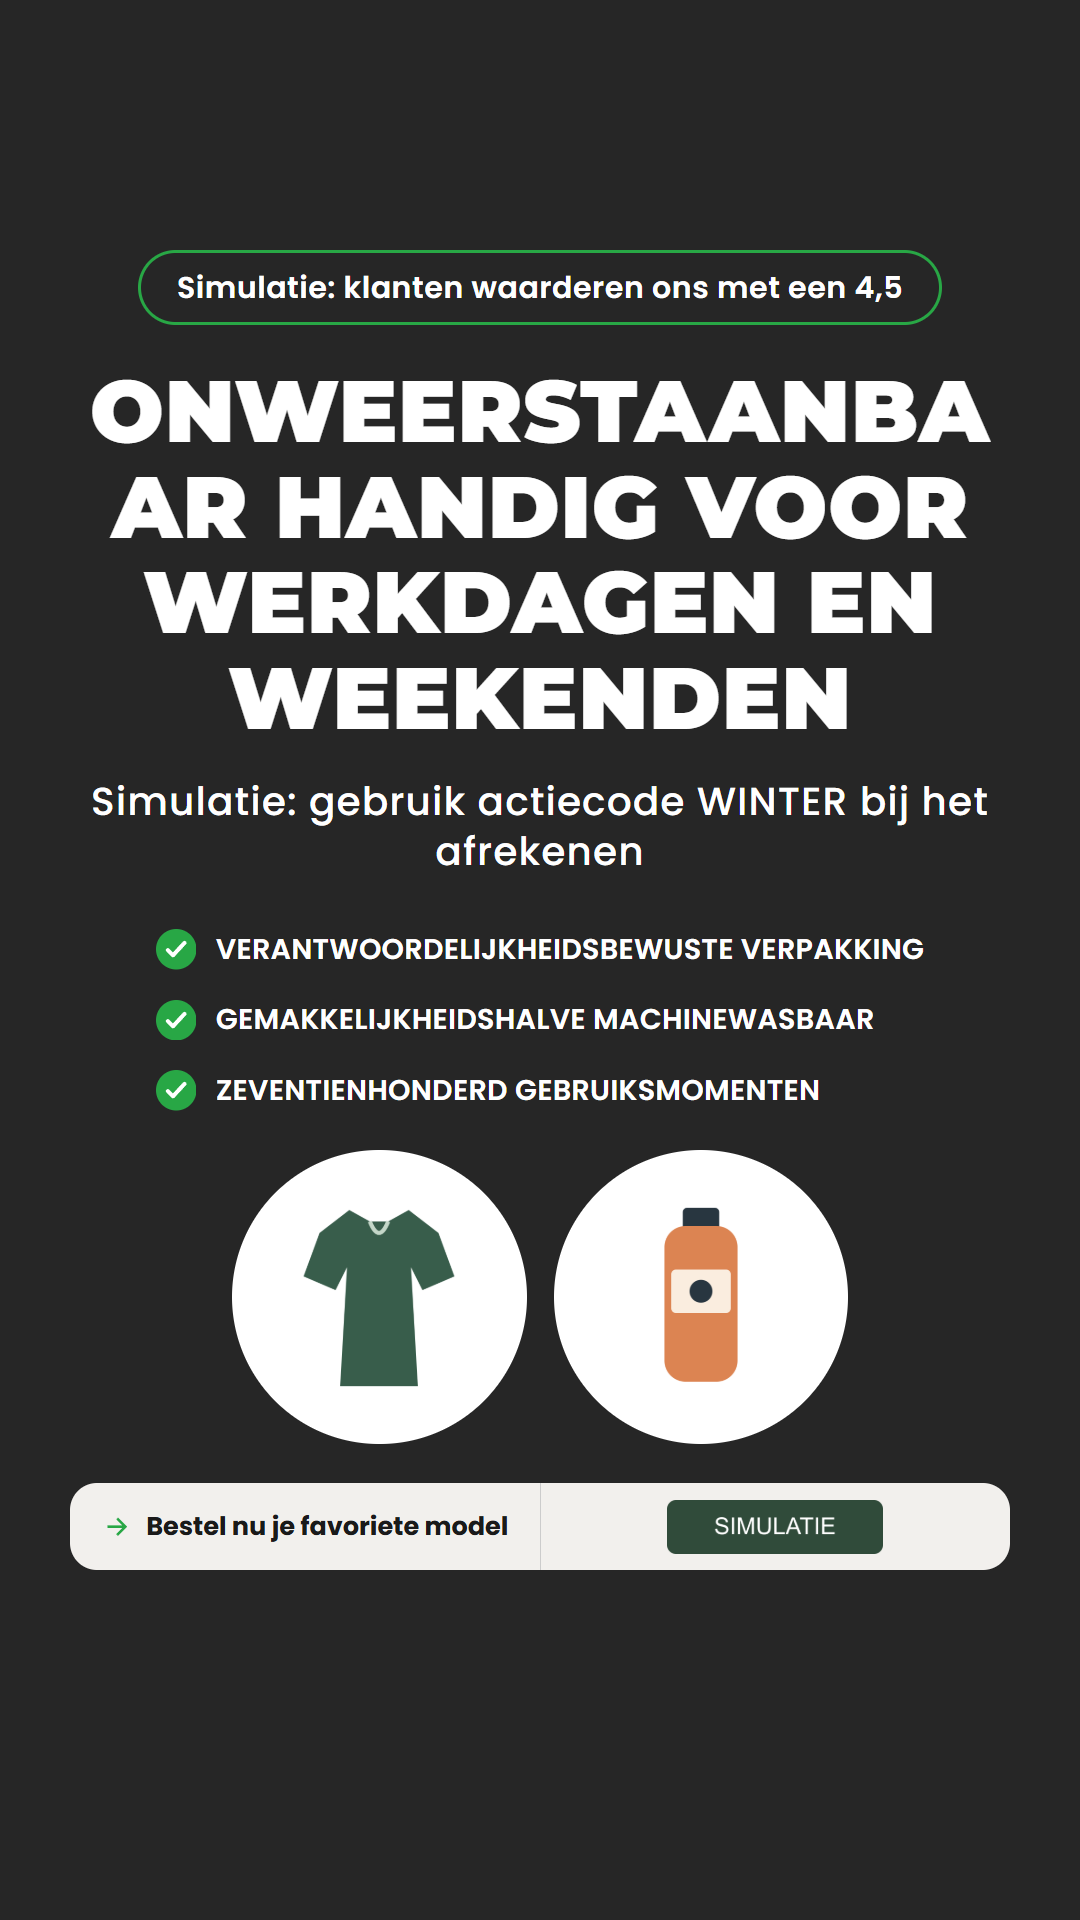 Simulatie: klanten waarderen ons met een 4,5
ONWEERSTAANBA
AR HANDIG VOOR
WERKDAGEN EN
WEEKENDEN
Simulatie: gebruik actiecode WINTER bij het
afrekenen
VERANTWOORDELIJKHEIDSBEWUSTE VERPAKKING
GEMAKKELIJKHEIDSHALVE MACHINEWASBAAR
ZEVENTIENHONDERD GEBRUIKSMOMENTEN
Bestel nu je favoriete model
SIMULATIE